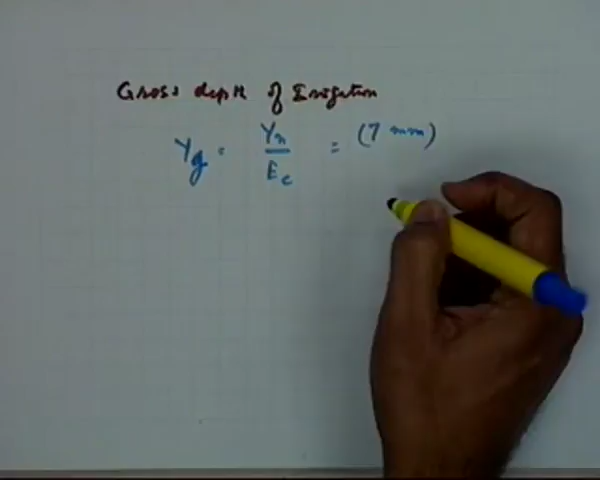 Gross depth of Irrigation
Yg = Yn / Ec = (7 mm)